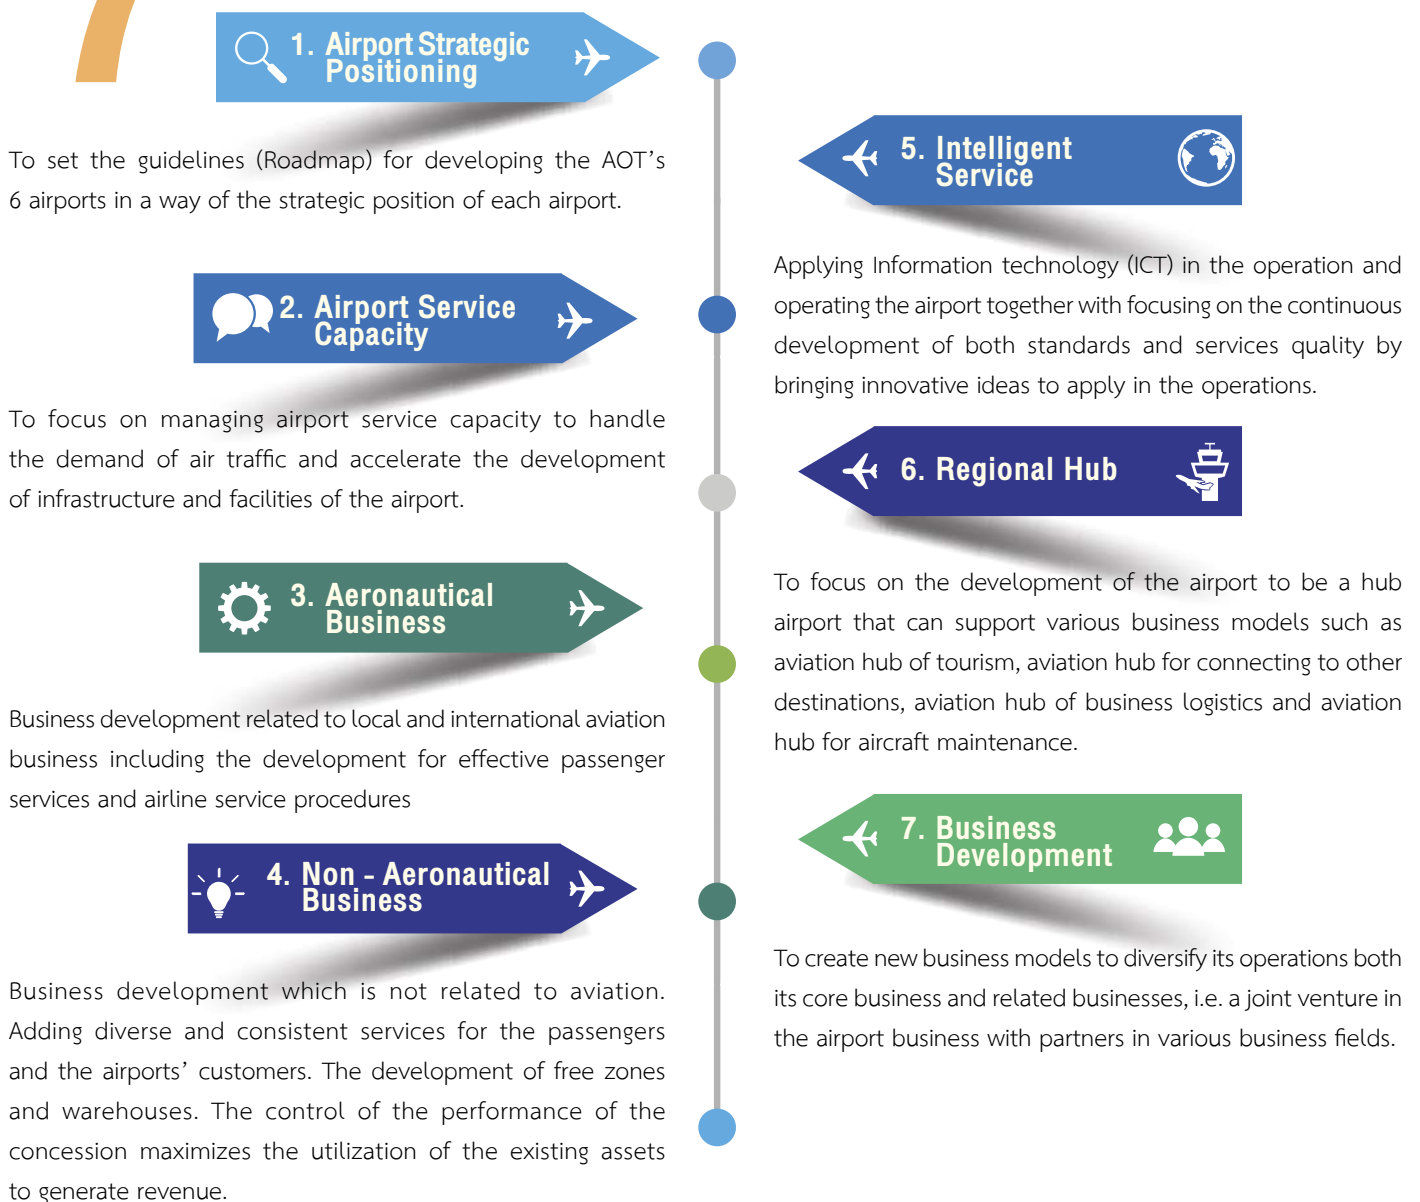 1. Airport Strategic
Positioning
To set the guidelines (Roadmap) for developing the AOT’s
6 airports in a way of the strategic position of each airport.
2. Airport Service
Capacity
To focus on managing airport service capacity to handle
the demand of air traffic and accelerate the development
of infrastructure and facilities of the airport.
3. Aeronautical
Business
Business development related to local and international aviation
business including the development for effective passenger
services and airline service procedures
4. Non - Aeronautical
Business
Business development which is not related to aviation.
Adding diverse and consistent services for the passengers
and the airports’ customers. The development of free zones
and warehouses. The control of the performance of the
concession maximizes the utilization of the existing assets
to generate revenue.
5. Intelligent
Service
Applying Information technology (ICT) in the operation and
operating the airport together with focusing on the continuous
development of both standards and services quality by
bringing innovative ideas to apply in the operations.
6. Regional Hub
To focus on the development of the airport to be a hub
airport that can support various business models such as
aviation hub of tourism, aviation hub for connecting to other
destinations, aviation hub of business logistics and aviation
hub for aircraft maintenance.
7. Business
Development
To create new business models to diversify its operations both
its core business and related businesses, i.e. a joint venture in
the airport business with partners in various business fields.